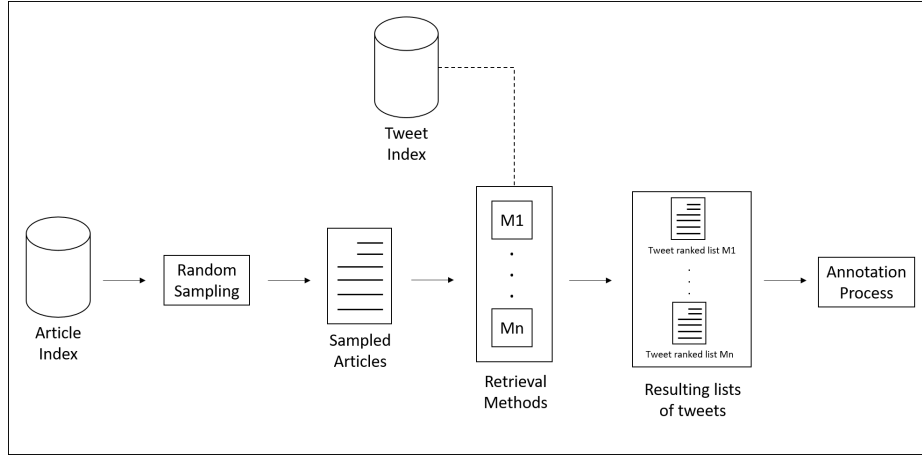 Tweet
Index
Article
Index
Random
Sampling
Sampled
Articles
M1
Mn
Retrieval
Methods
Tweet ranked list M1
Tweet ranked list Mn
Resulting lists
of tweets
Annotation
Process